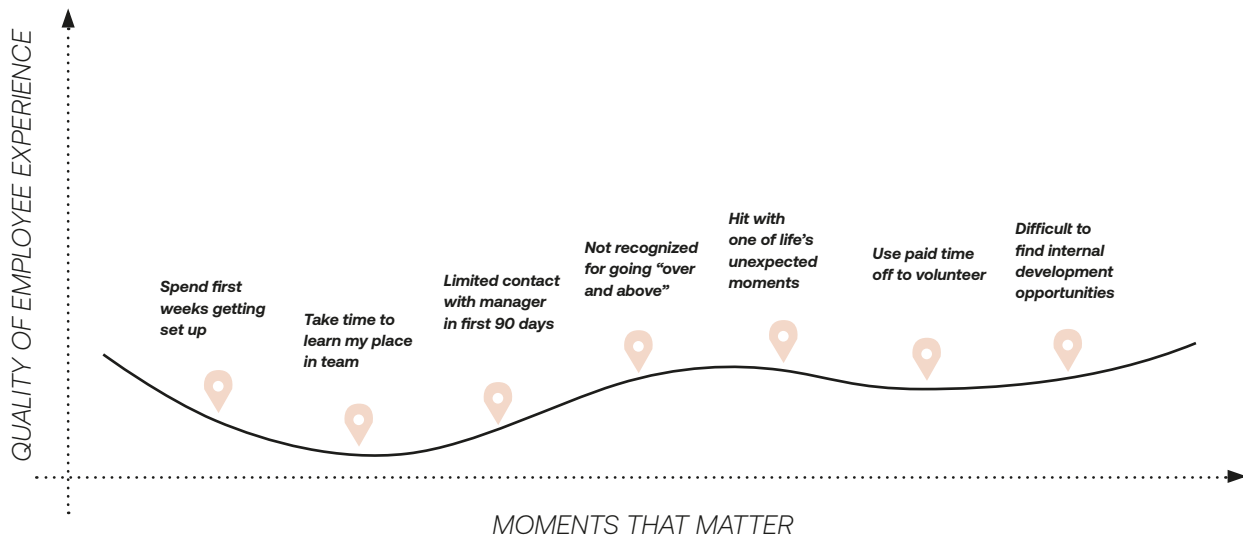 QUALITY OF EMPLOYEE EXPERIENCE
Spend first
weeks getting
set up
Take time to
learn my place
in team
Limited contact
with manager
in first 90 days
Not recognized
for going “over
and above”
Hit with
one of life’s
unexpected
moments
Use paid time
off to volunteer
Difficult to
find internal
development
opportunities
MOMENTS THAT MATTER